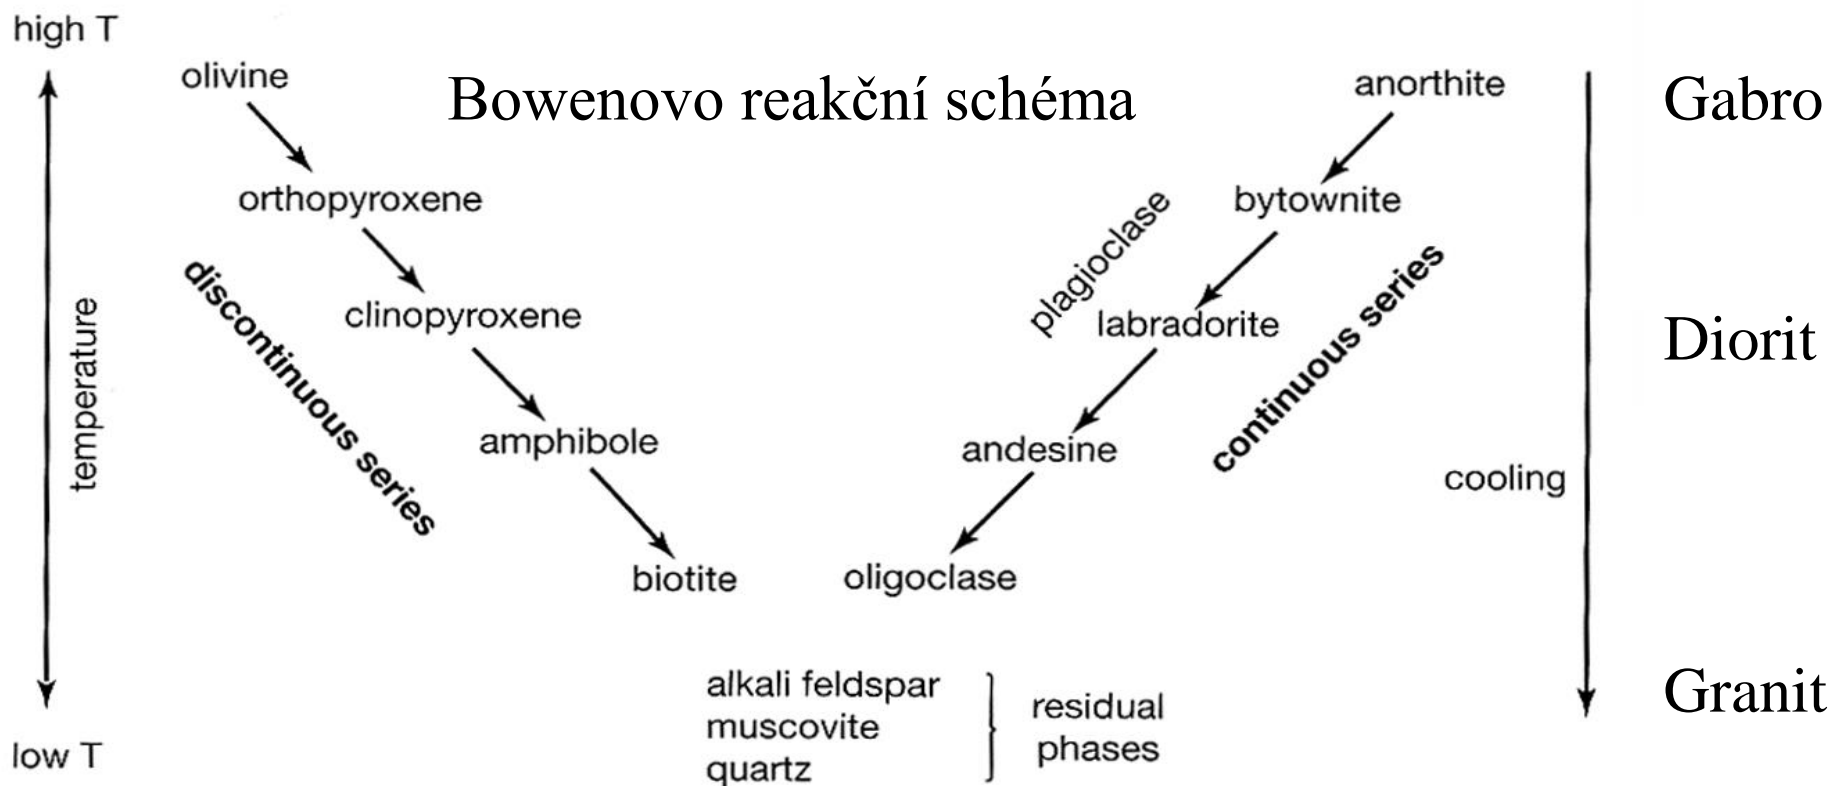 high T
olivine
Bowenovo reakční schéma
anorthite
Gabro
orthopyroxene
bytownite
plagioclase
discontinuous series
clinopyroxene
labradorite
continuous series
Diorit
temperature
amphibole
andesine
cooling
biotite
oligoclase
alkali feldspar
muscovite
quartz
residual
phases
Granit
low T